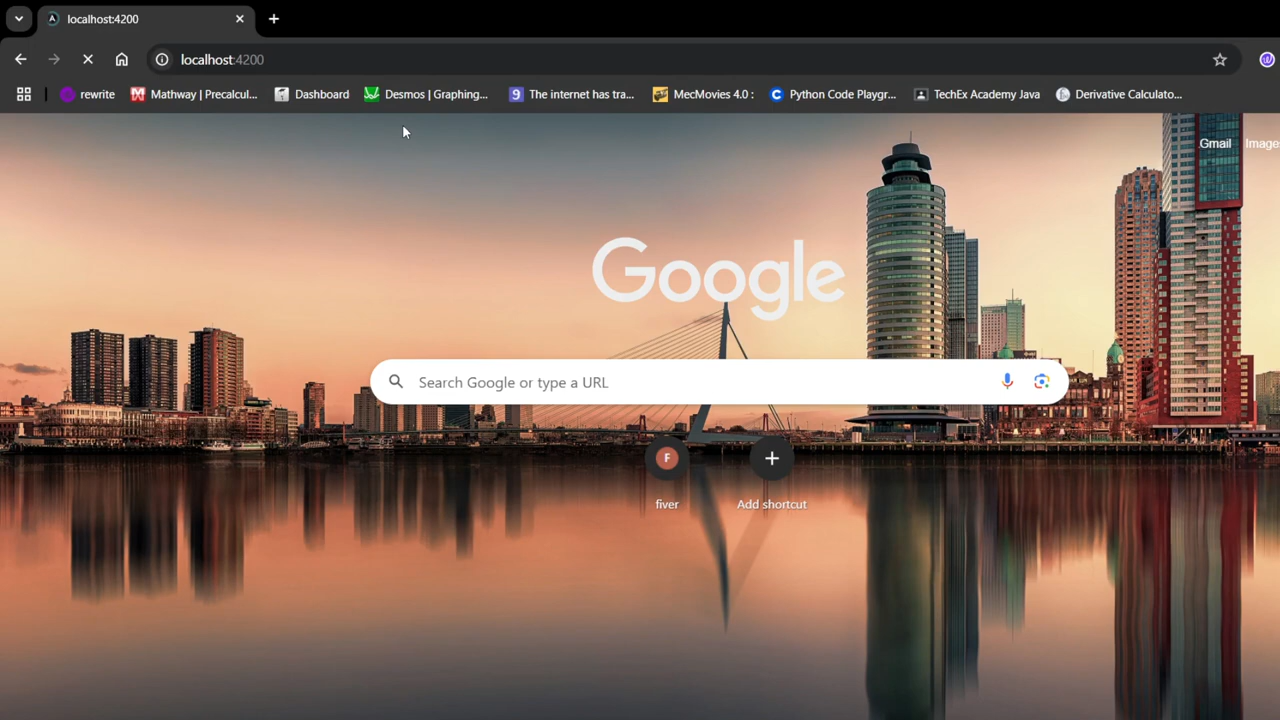 localhost:4200
localhost:4200
rewrite
Mathway | Precalcul...
Dashboard
Desmos | Graphing...
The internet has tra...
MecMovies 4.0 :
Python Code Playgr...
TechEx Academy Java
Derivative Calculato...
Gmail
Image
Google
Search Google or type a URL
F
fiver
Add shortcut